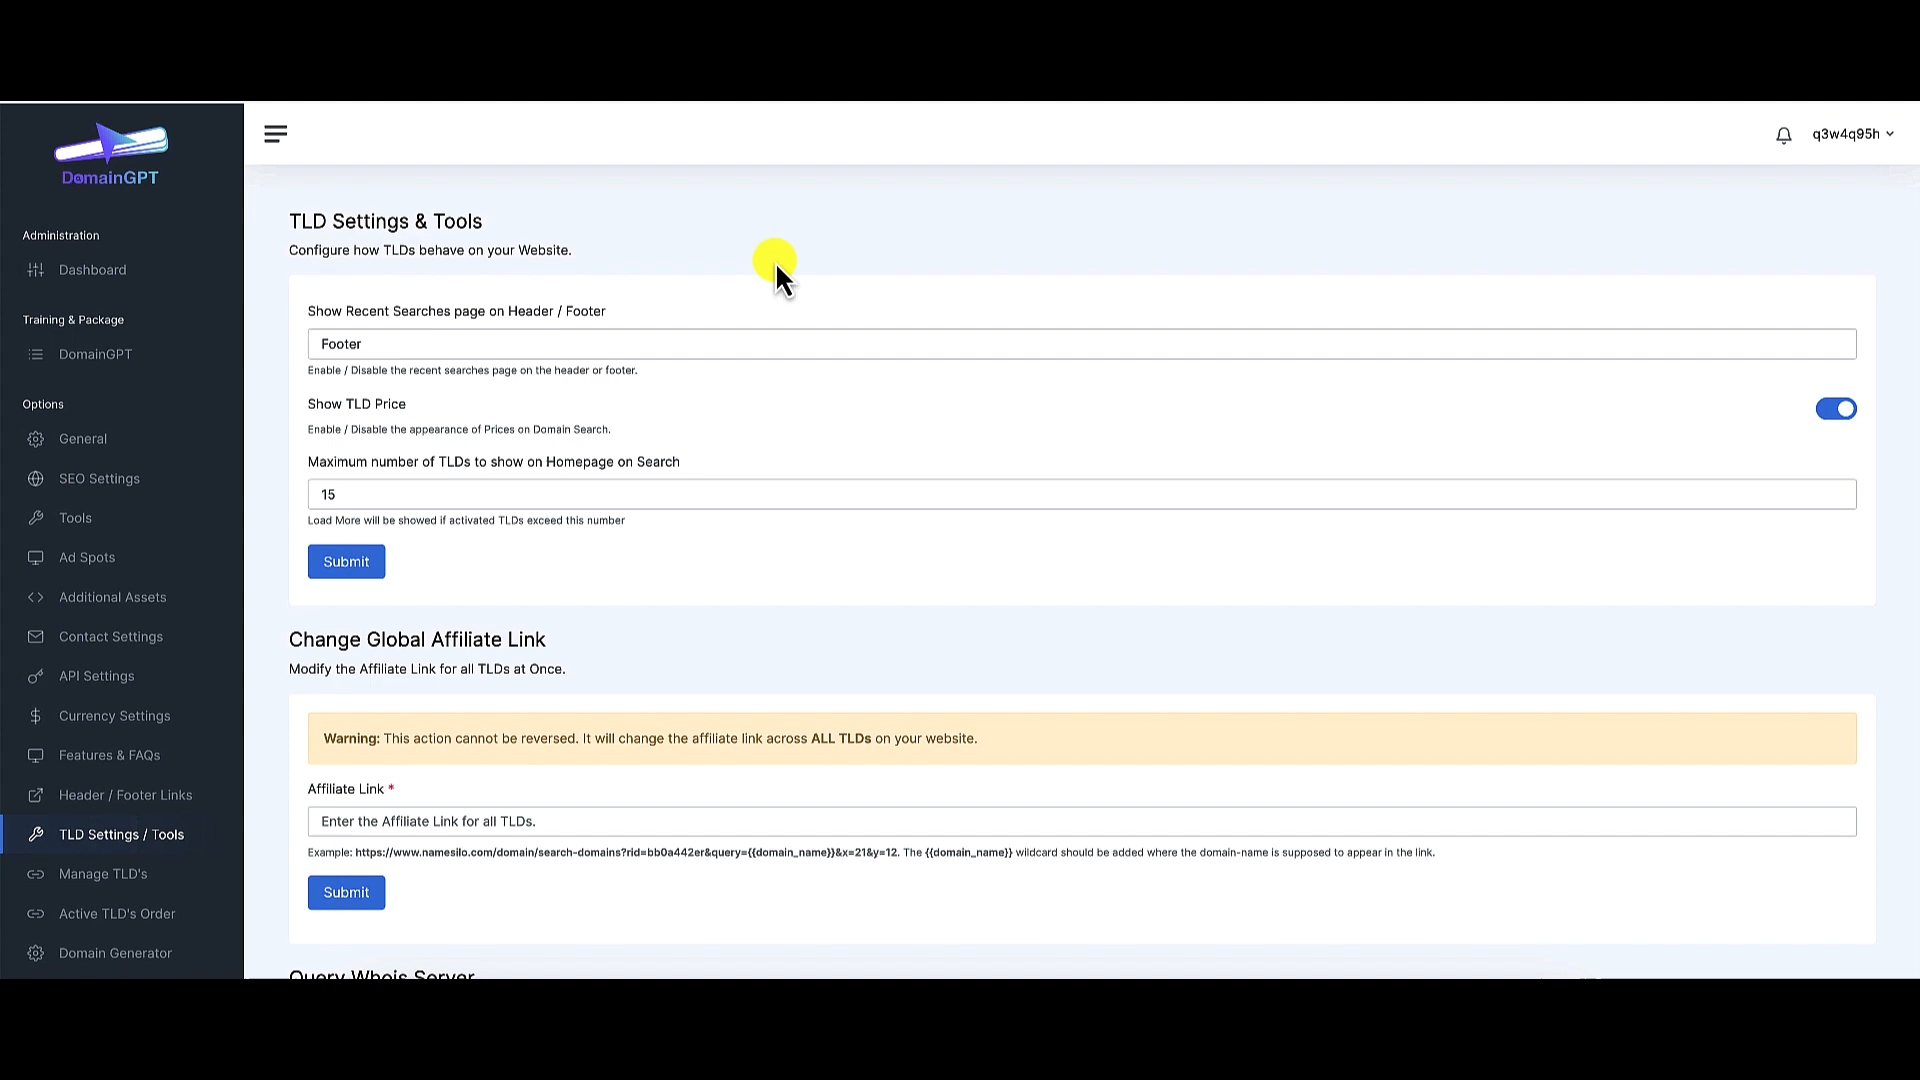 DomainGPT
Administration
Dashboard
Training & Package
DomainGPT
Options
General
SEO Settings
Tools
Ad Spots
Additional Assets
Contact Settings
API Settings
Currency Settings
Features & FAQs
Header / Footer Links
TLD Settings / Tools
Manage TLD's
Active TLD's Order
Domain Generator
q3w4q95h
TLD Settings & Tools
Configure how TLDs behave on your Website.
Show Recent Searches page on Header / Footer
Footer
Enable / Disable the recent searches page on the header or footer.
Show TLD Price
Enable / Disable the appearance of Prices on Domain Search.
Maximum number of TLDs to show on Homepage on Search
15
Load More will be showed if activated TLDs exceed this number
Submit
Change Global Affiliate Link
Modify the Affiliate Link for all TLDs at Once.
Warning: This action cannot be reversed. It will change the affiliate link across ALL TLDs on your website.
Affiliate Link *
Enter the Affiliate Link for all TLDs.
Example: https://www.namesilo.com/domain/search-domains?rid=bb0a442er&query={{domain_name}}&x=21&y=12. The {{domain_name}} wildcard should be added where the domain-name is supposed to appear in the link.
Submit
Query Whois Server